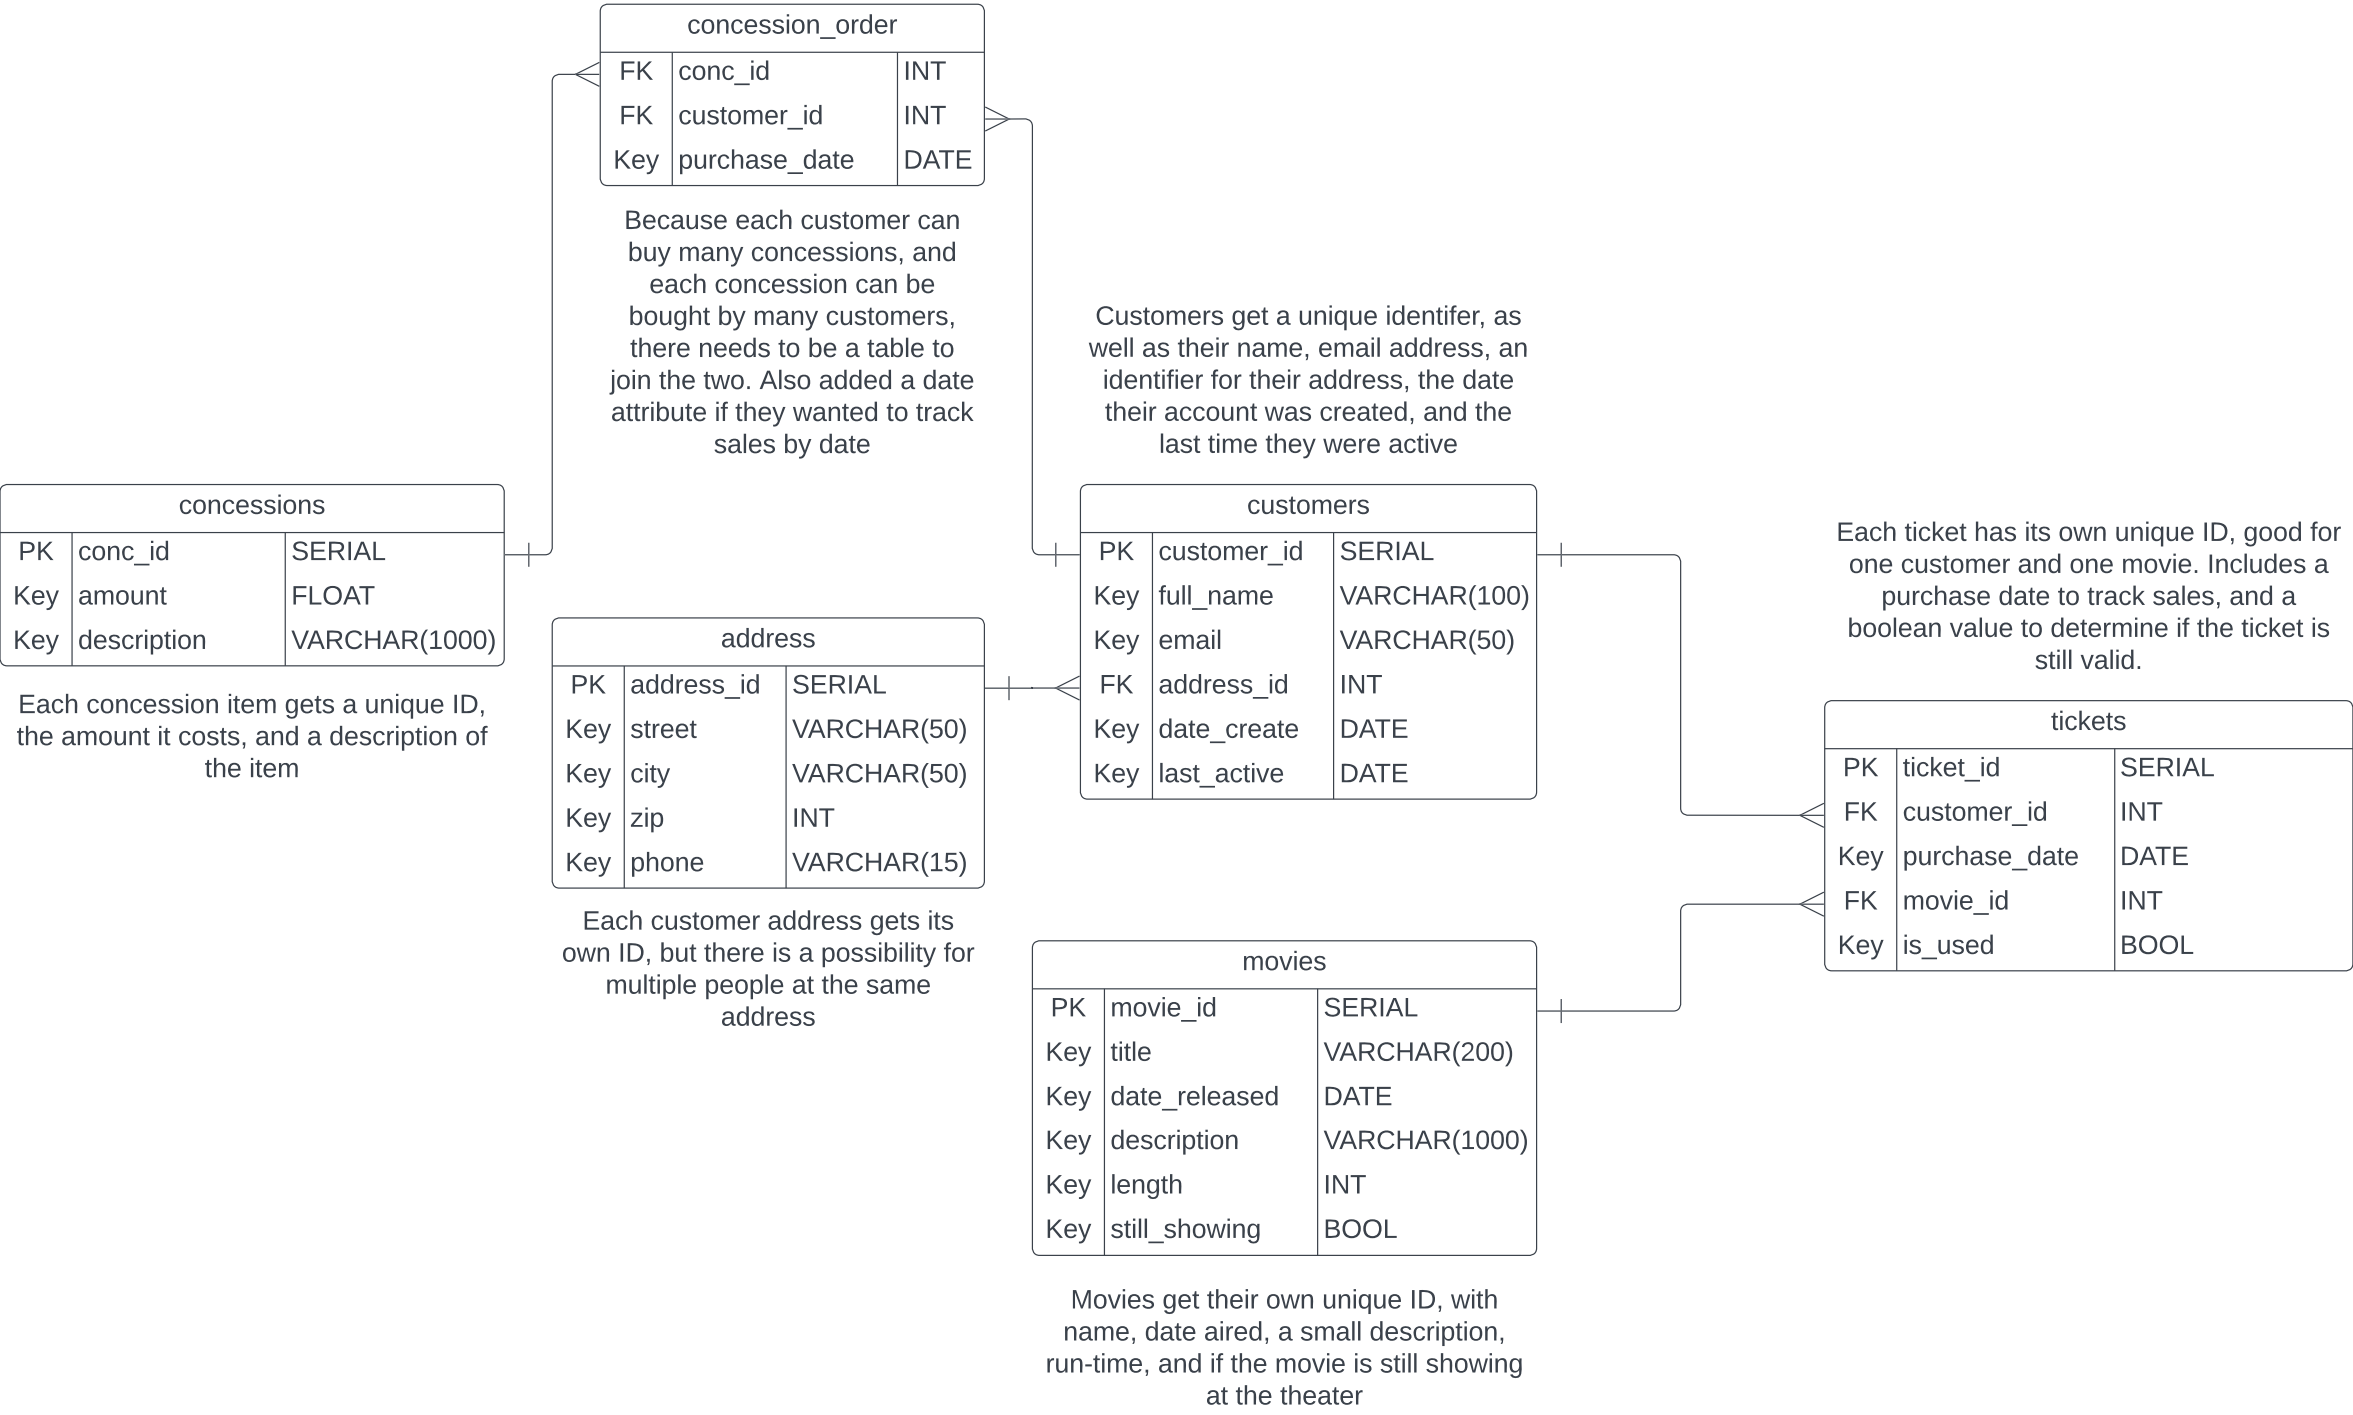 concession_order
FK conc_id INT
FK customer_id INT
Key purchase_date DATE
Because each customer can
buy many concessions, and
each concession can be
bought by many customers,
there needs to be a table to
join the two. Also added a date
attribute if they wanted to track
sales by date
Customers get a unique identifer, as
well as their name, email address, an
identifier for their address, the date
their account was created, and the
last time they were active
concessions
PK conc_id SERIAL
Key amount FLOAT
Key description VARCHAR(1000)
Each concession item gets a unique ID,
the amount it costs, and a description of
the item
address
PK address_id SERIAL
Key street VARCHAR(50)
Key city VARCHAR(50)
Key zip INT
Key phone VARCHAR(15)
Each customer address gets its
own ID, but there is a possibility for
multiple people at the same
address
customers
PK customer_id SERIAL
Key full_name VARCHAR(100)
Key email VARCHAR(50)
FK address_id INT
Key date_create DATE
Key last_active DATE
Each ticket has its own unique ID, good for
one customer and one movie. Includes a
purchase date to track sales, and a
boolean value to determine if the ticket is
still valid.
tickets
PK ticket_id SERIAL
FK customer_id INT
Key purchase_date DATE
FK movie_id INT
Key is_used BOOL
movies
PK movie_id SERIAL
Key title VARCHAR(200)
Key date_released DATE
Key description VARCHAR(1000)
Key length INT
Key still_showing BOOL
Movies get their own unique ID, with
name, date aired, a small description,
run-time, and if the movie is still showing
at the theater